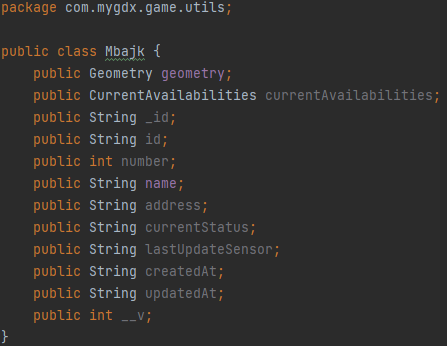 package com.mygdx.game.utils;
public class Mbajk {
public Geometry geometry;
public CurrentAvailabilities currentAvailabilities;
public String _id;
public String id;
public int number;
public String name;
public String address;
public String currentStatus;
public String lastUpdateSensor;
public String createdAt;
public String updatedAt;
public int __v;
}